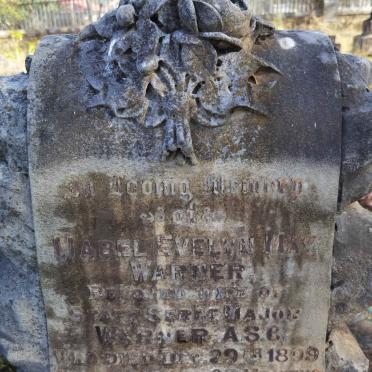 In Loving Memory
of
Mabel Evelyn May
Warner
Beloved wife of
Staff Sergt Major
Warner A.S.C.
Who Died Dec 29th 1899